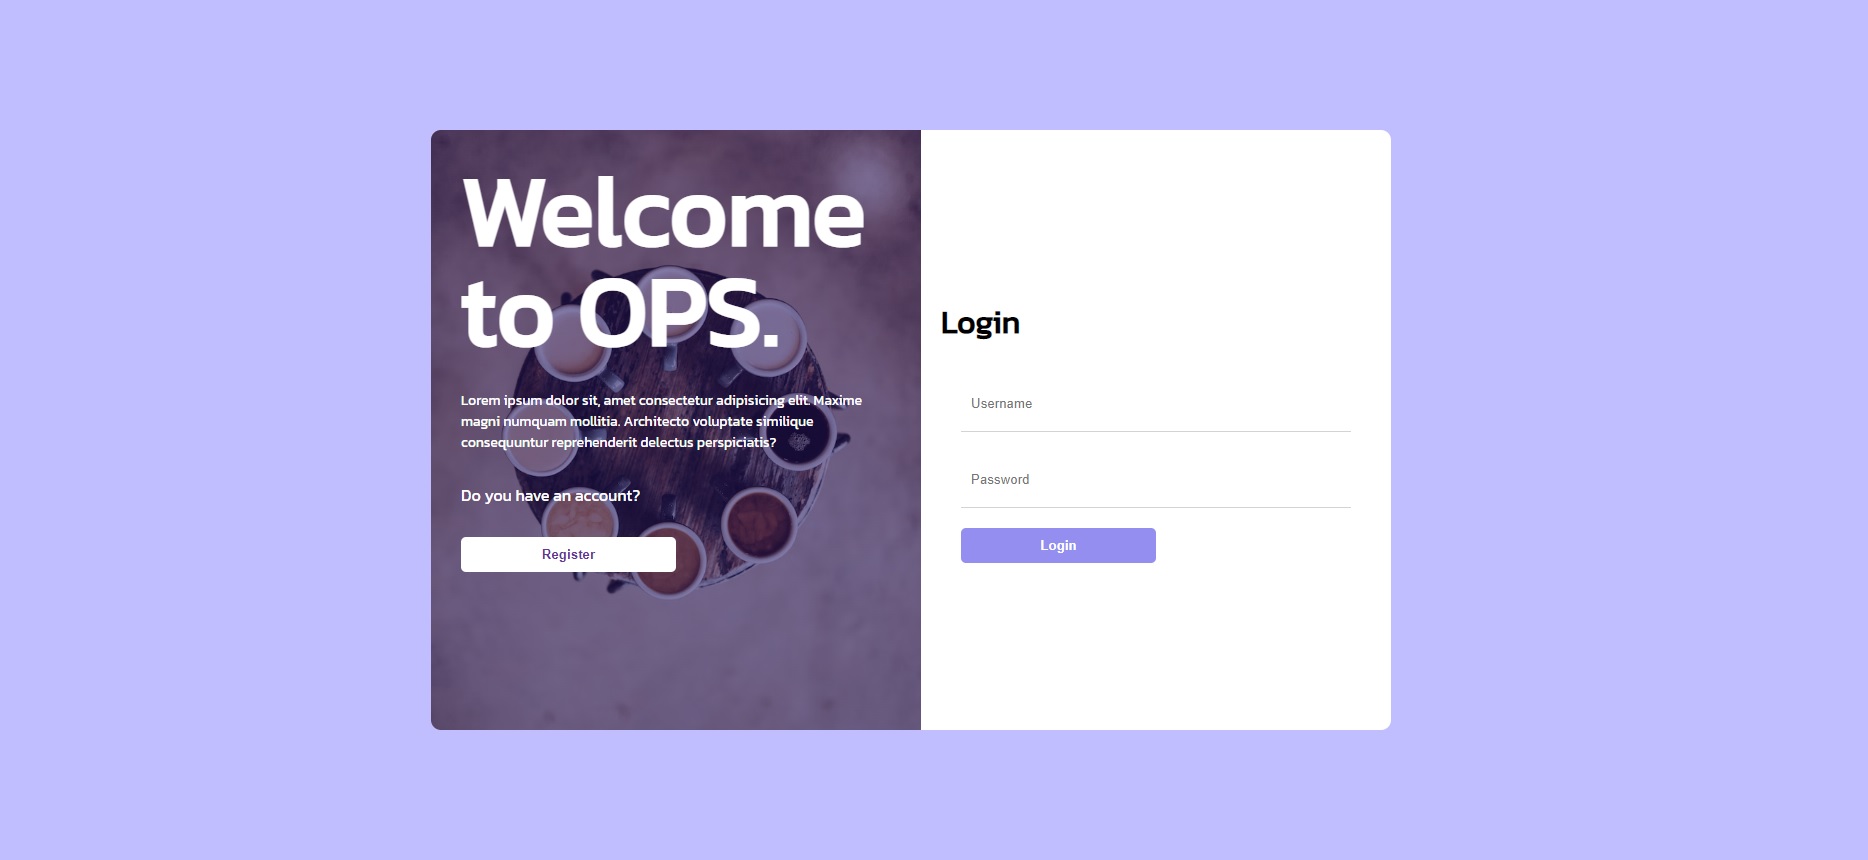 Welcome
to OPS.
Lorem ipsum dolor sit, amet consectetur adipisicing elit. Maxime
magni numquam mollitia. Architecto voluptate similique
consequuntur reprehenderit delectus perspiciatis?
Do you have an account?
Register
Login
Username
Password
Login